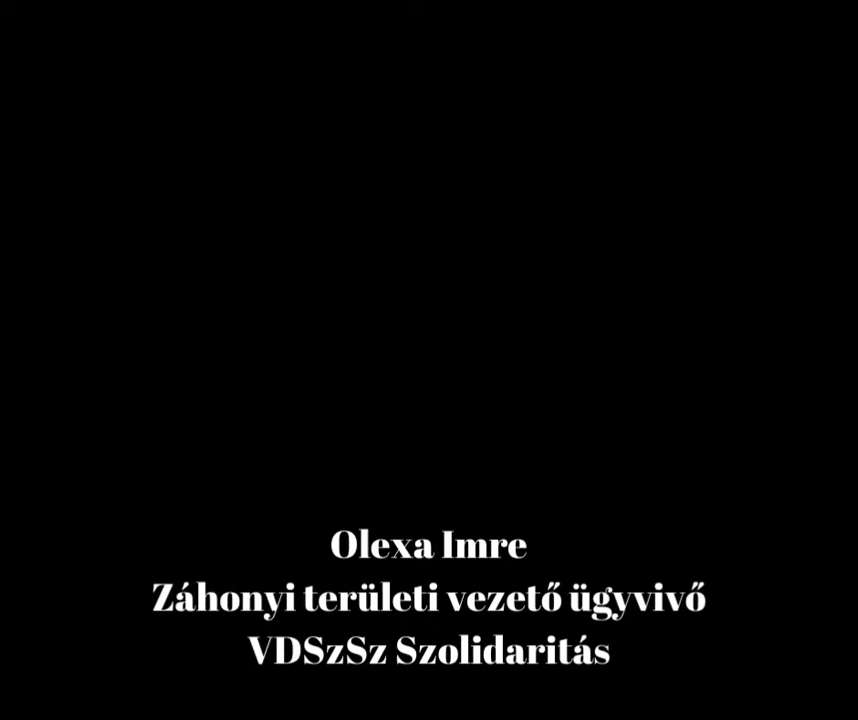 Olexa Imre
Záhonyi területi vezető ügyvivő
VDSzSz Szolidaritás